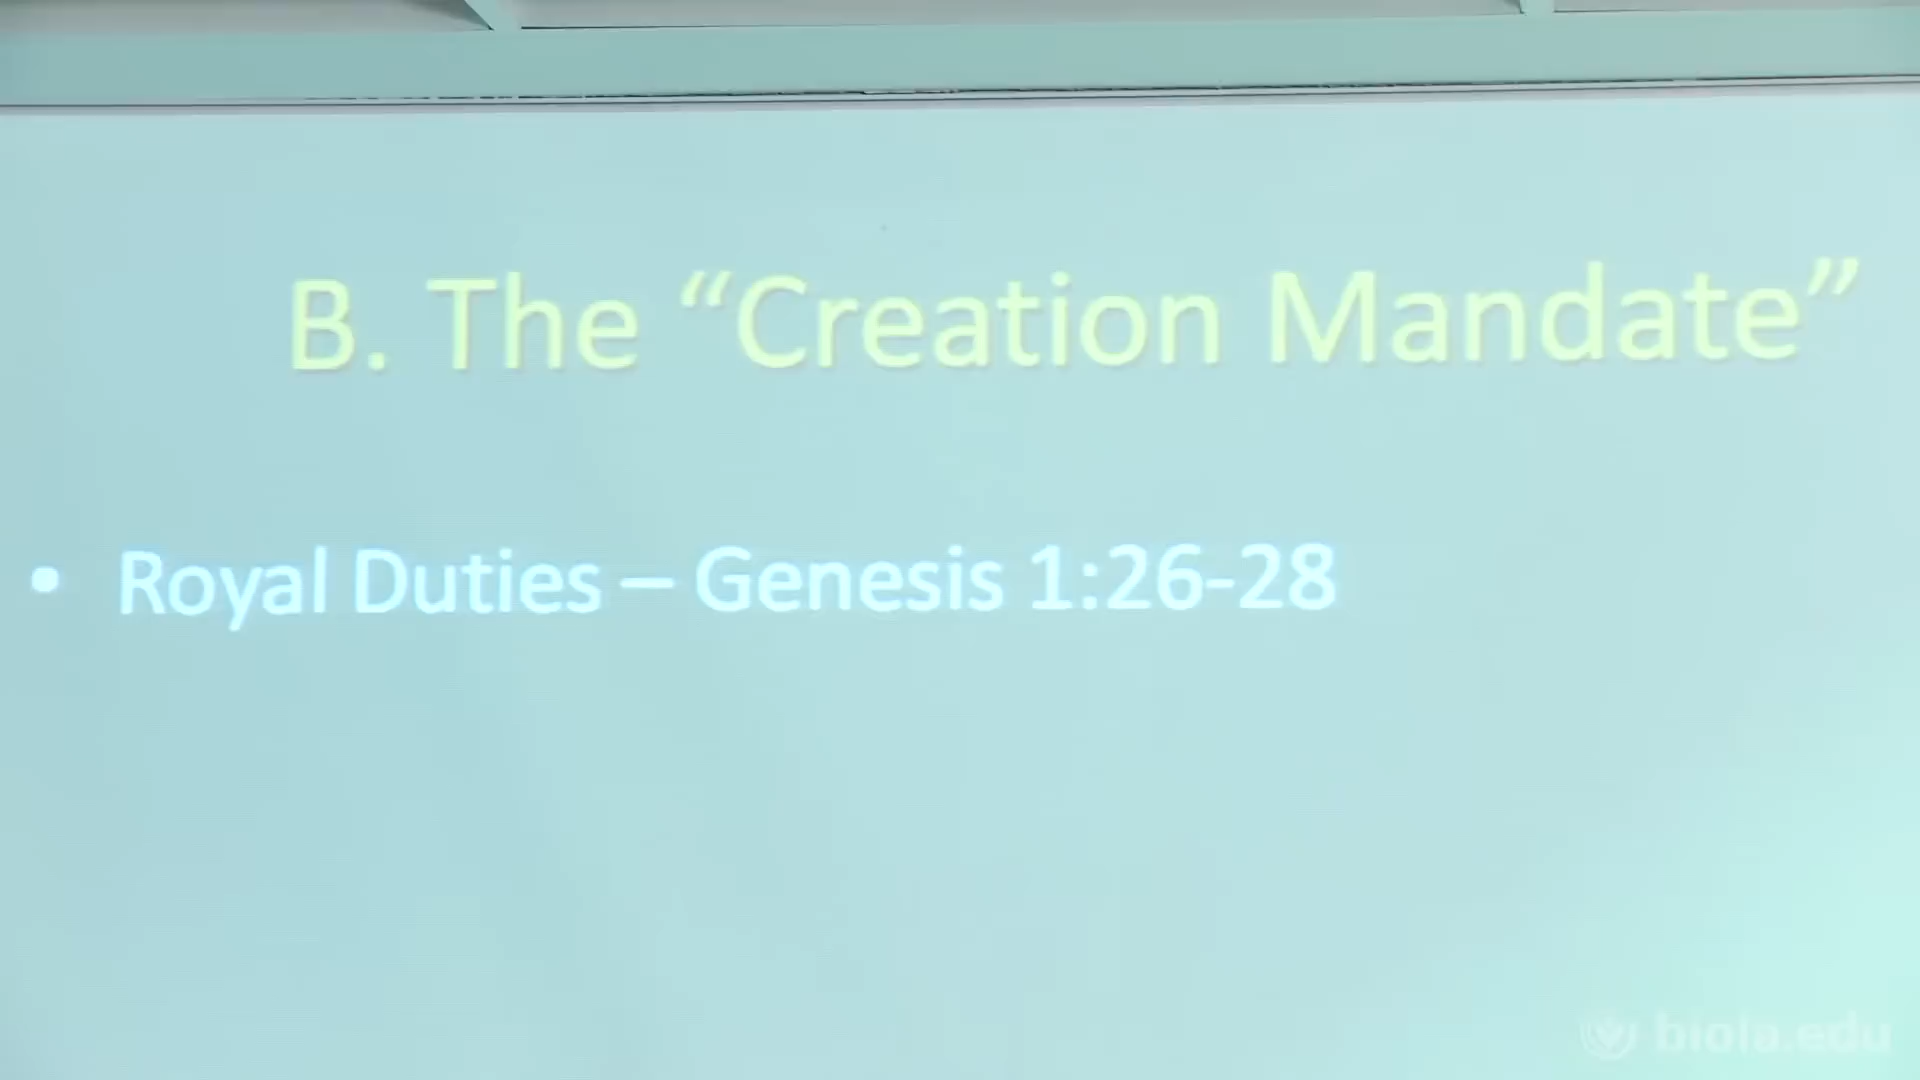 B. The “Creation Mandate”
• Royal Duties – Genesis 1:26-28
biola.edu